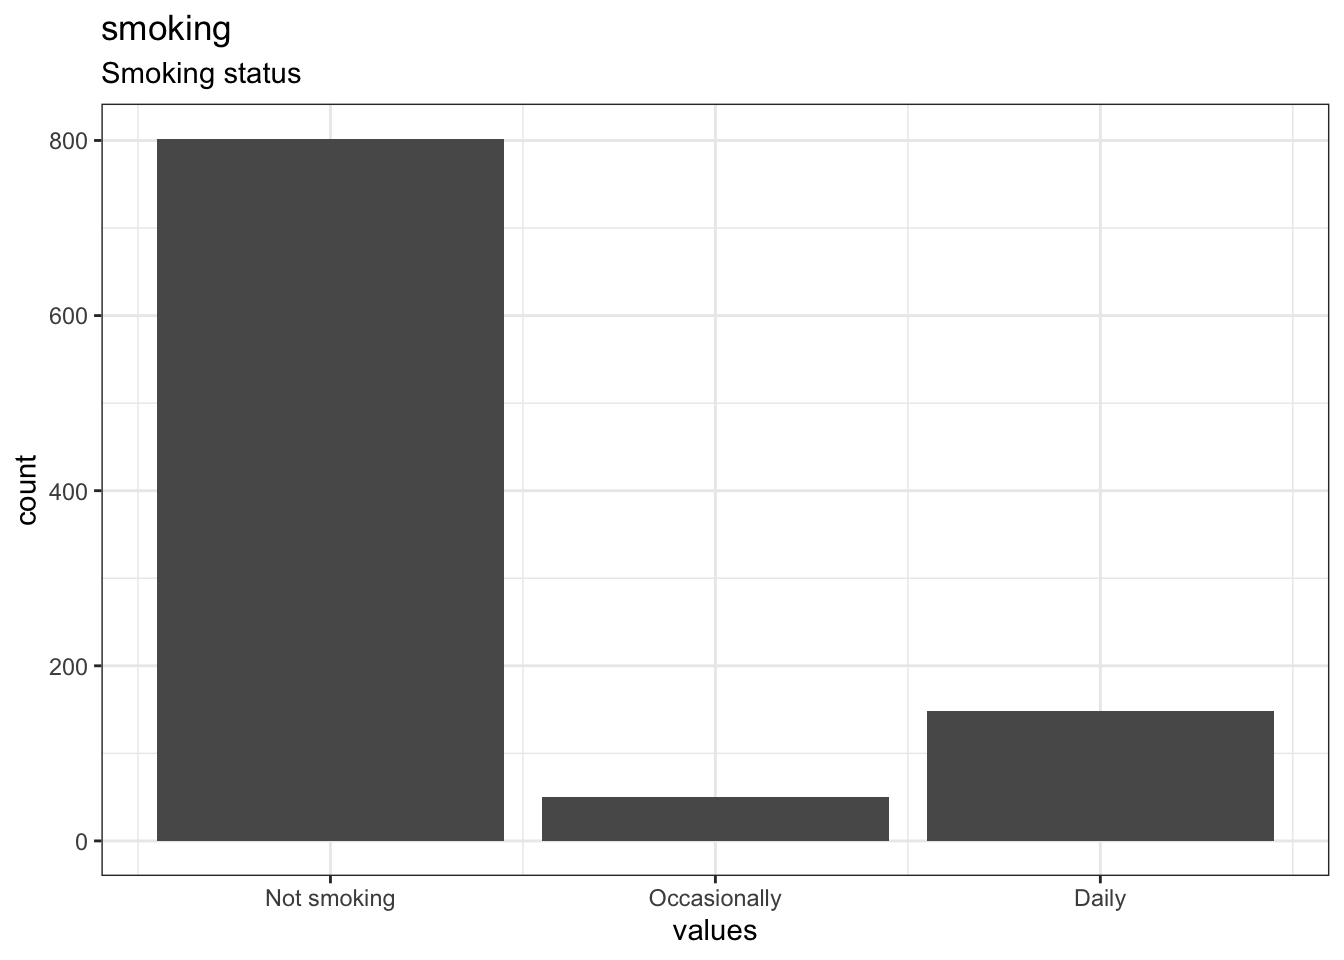 smoking
Smoking status
800
600
400
200
0
count
Not smoking
Occasionally
Daily
values